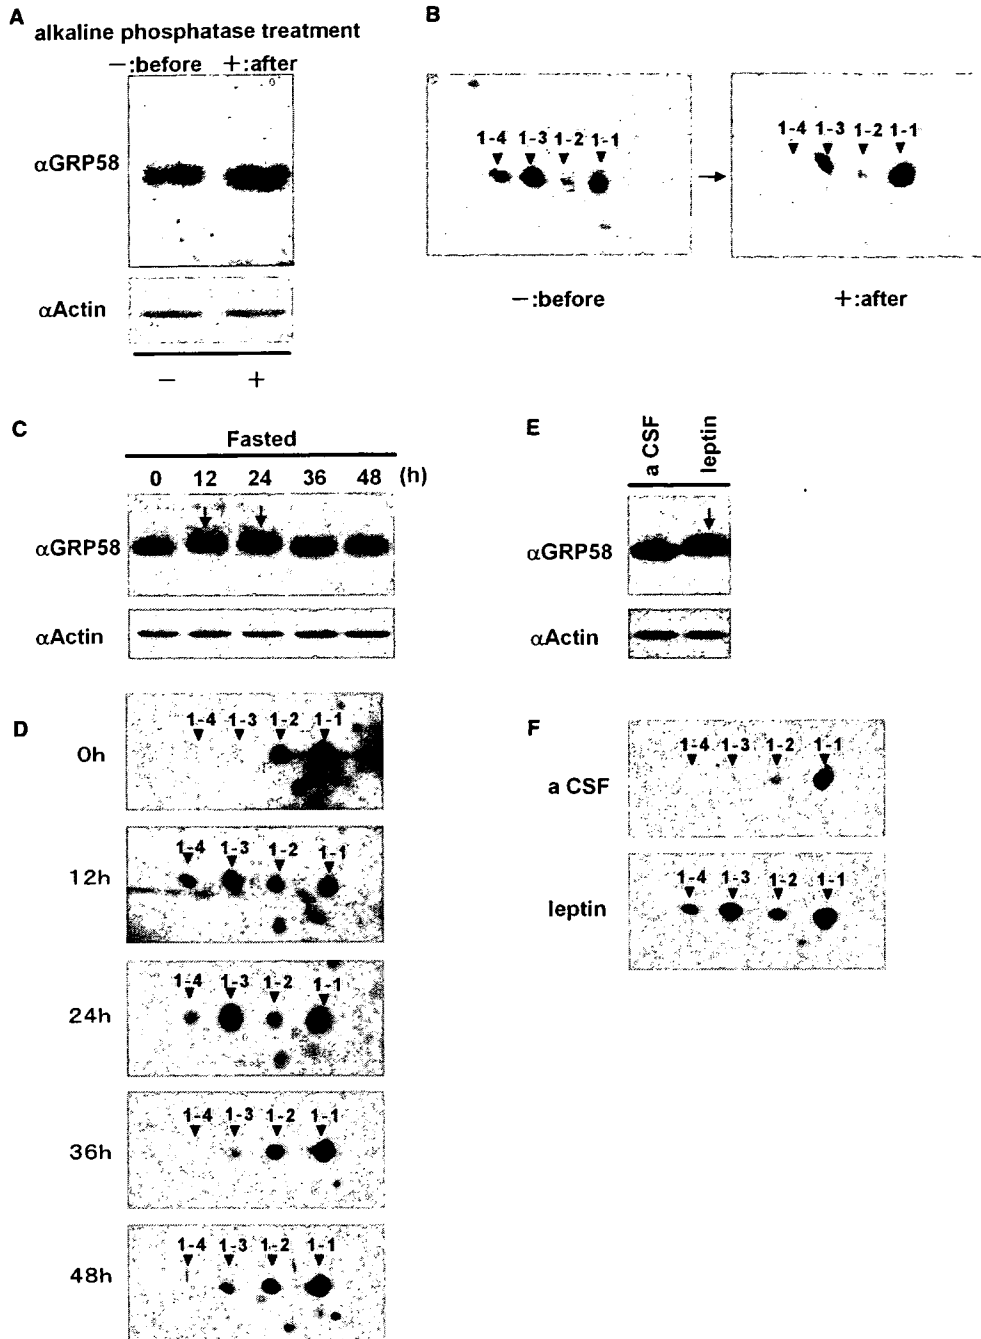 A
alkaline phosphatase treatment
−:before +:after
αGRP58
αActin
− +
B
1-4 1-3 1-2 1-1
1-4 1-3 1-2 1-1
−:before
+:after
C
Fasted
0 12 24 36 48 (h)
αGRP58
αActin
D
0h
1-4 1-3 1-2 1-1
12h
1-4 1-3 1-2 1-1
24h
1-4 1-3 1-2 1-1
36h
1-4 1-3 1-2 1-1
48h
1-4 1-3 1-2 1-1
E
a CSF
leptin
αGRP58
αActin
F
a CSF
1-4 1-3 1-2 1-1
leptin
1-4 1-3 1-2 1-1